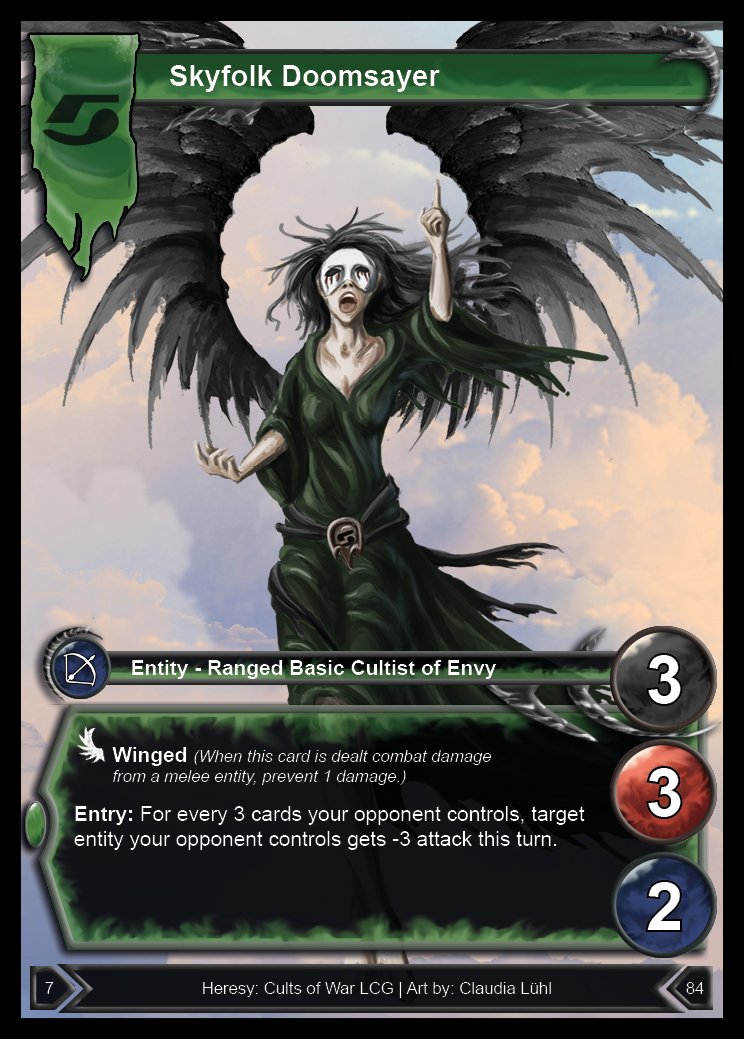 Skyfolk Doomsayer
Entity - Ranged Basic Cultist of Envy
3
Winged (When this card is dealt combat damage
from a melee entity, prevent 1 damage.)
3
Entry: For every 3 cards your opponent controls, target
entity your opponent controls gets -3 attack this turn.
2
7
Heresy: Cults of War LCG | Art by: Claudia Lühl
84